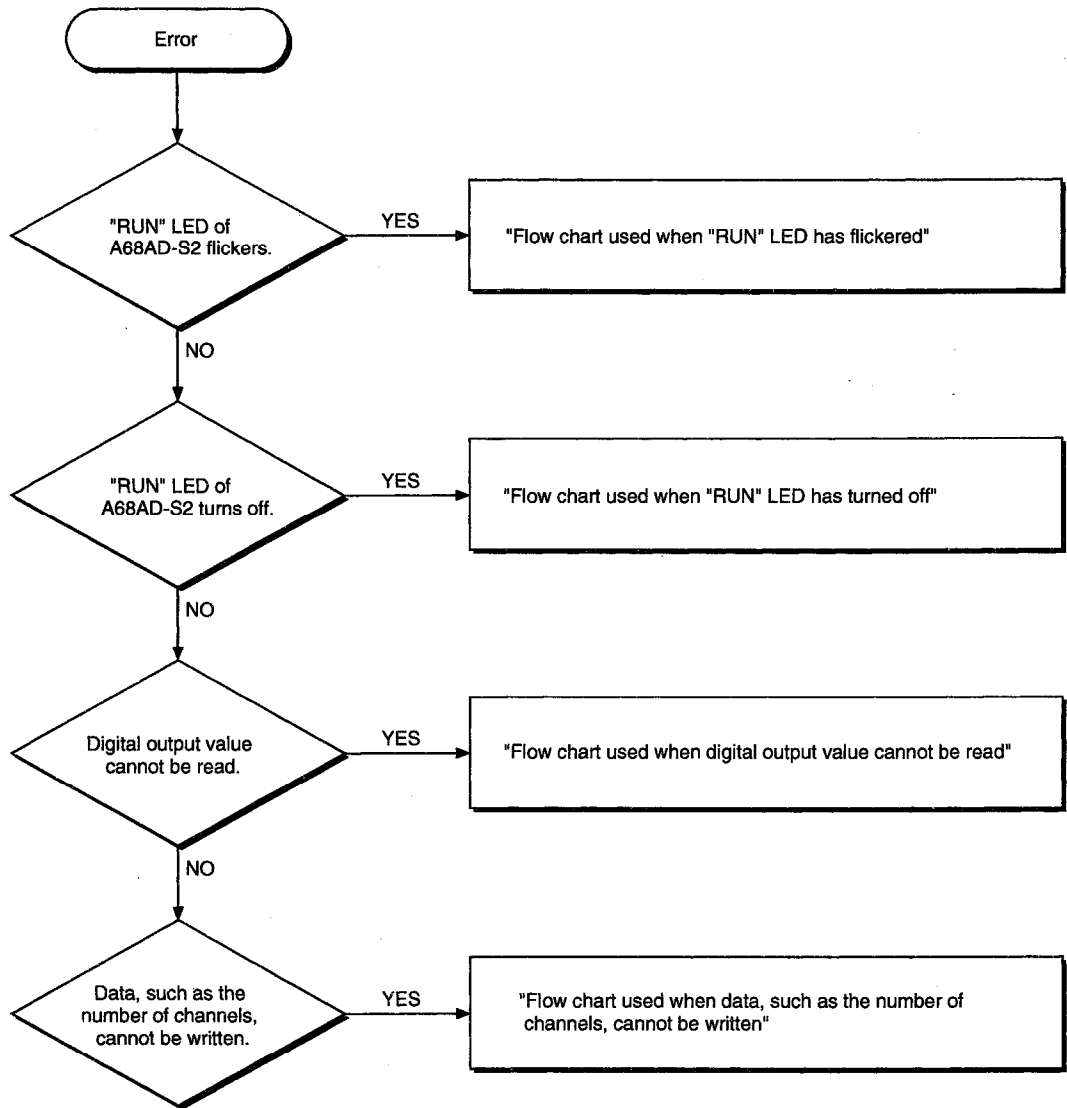 Error
"RUN" LED of
A68AD-S2 flickers.
YES
"Flow chart used when "RUN" LED has flickered"
NO
"RUN" LED of
A68AD-S2 turns off.
YES
"Flow chart used when "RUN" LED has turned off"
NO
Digital output value
cannot be read.
YES
"Flow chart used when digital output value cannot be read"
NO
Data, such as the
number of channels,
cannot be written.
YES
"Flow chart used when data, such as the number of
channels, cannot be written"